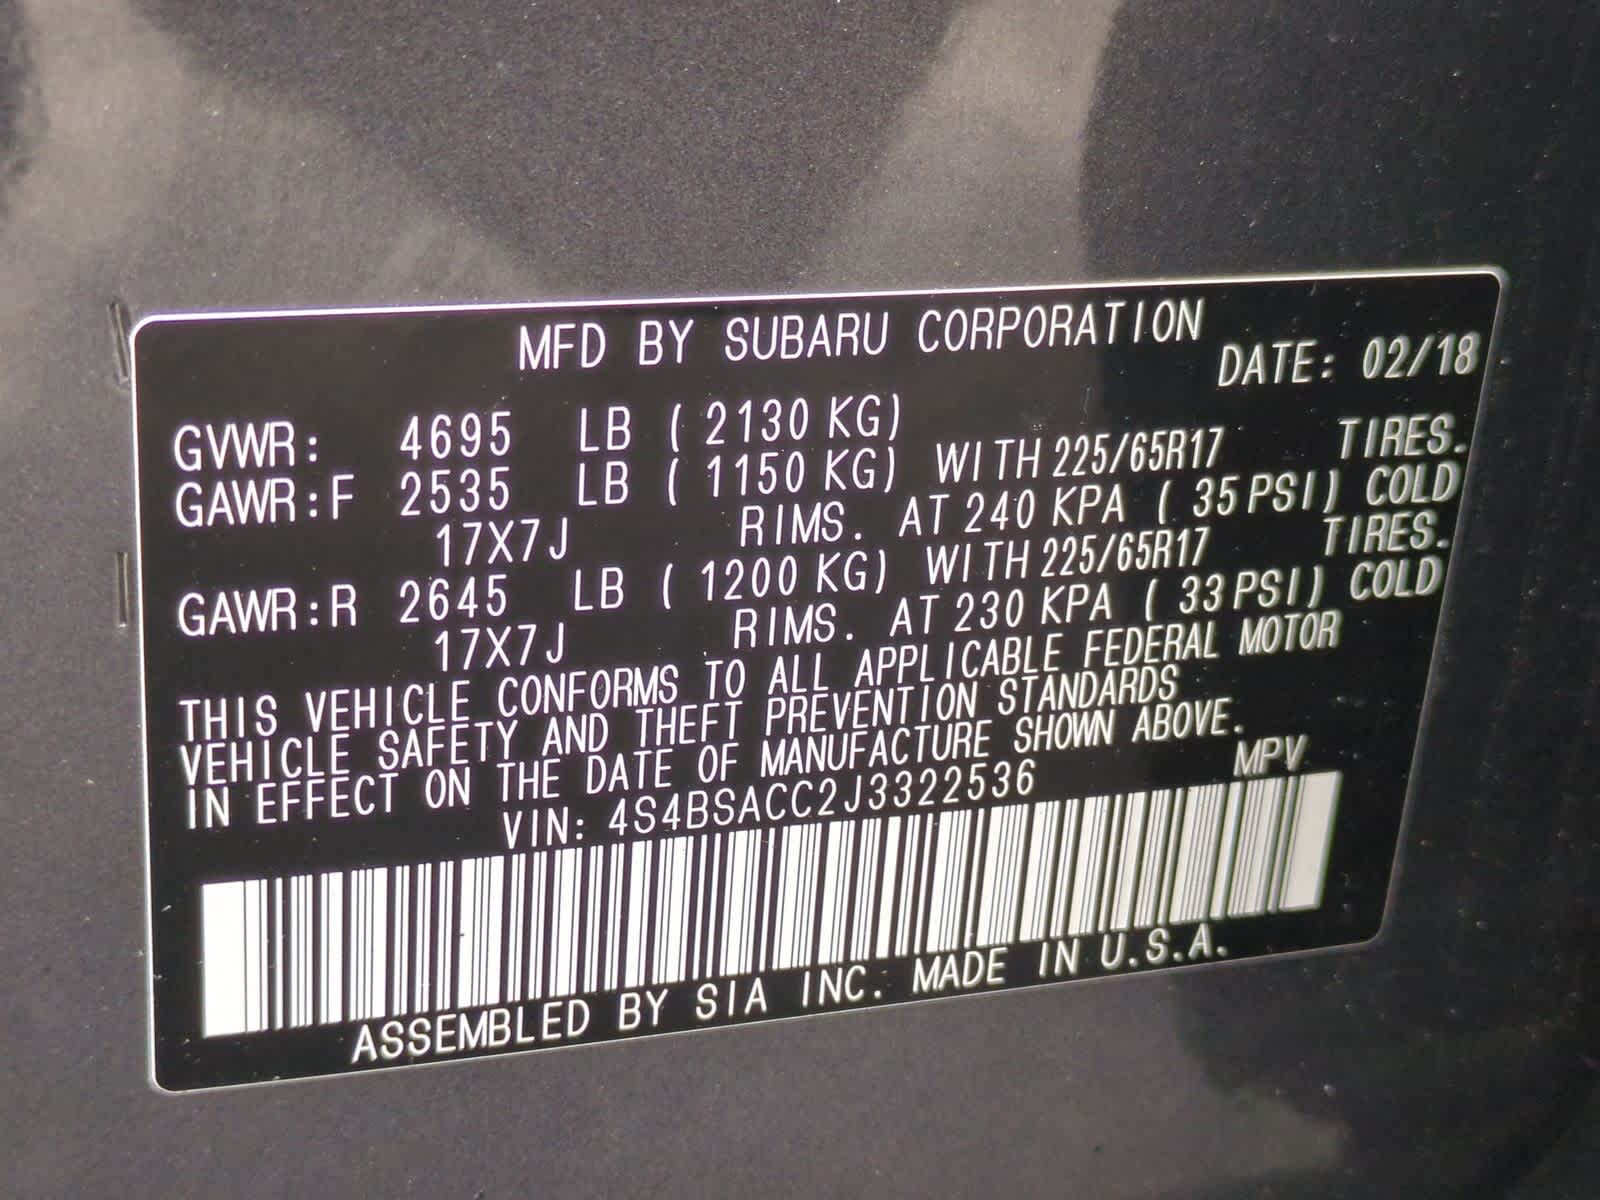 MFD BY SUBARU CORPORATION
DATE: 02/18
GVWR: 4695 LB ( 2130 KG)
GAWR:F 2535 LB ( 1150 KG) WITH 225/65R17 TIRES.
17X7J RIMS. AT 240 KPA ( 35 PSI) COLD
GAWR:R 2645 LB ( 1200 KG) WITH 225/65R17 TIRES.
17X7J RIMS. AT 230 KPA ( 33 PSI) COLD
THIS VEHICLE CONFORMS TO ALL APPLICABLE FEDERAL MOTOR
VEHICLE SAFETY AND THEFT PREVENTION STANDARDS
IN EFFECT ON THE DATE OF MANUFACTURE SHOWN ABOVE.
VIN: 4S4BSACC2J3322536 MPV
ASSEMBLED BY SIA INC. MADE IN U.S.A.